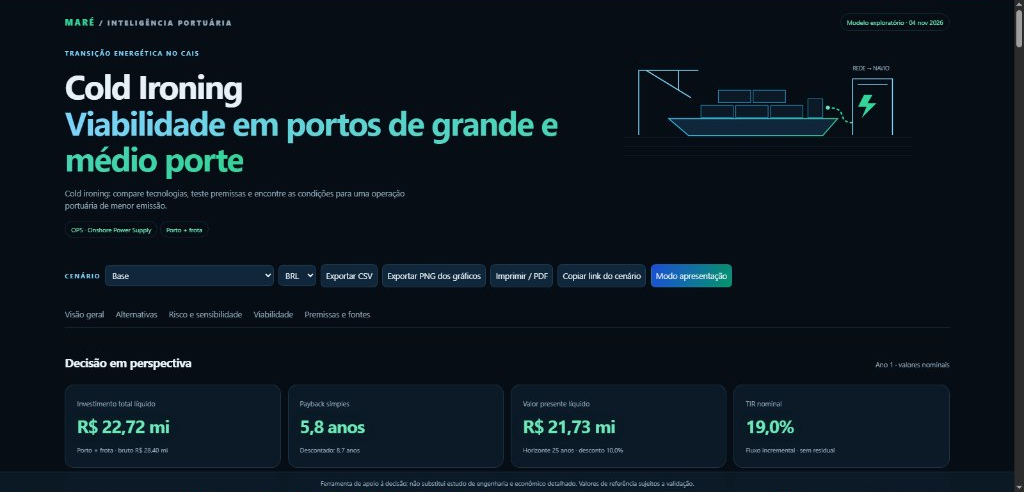 MARÉ / INTELIGÊNCIA PORTUÁRIA
Modelo exploratório · 04 nov 2026
TRANSIÇÃO ENERGÉTICA NO CAIS
Cold Ironing
Viabilidade em portos de grande e
médio porte
REDE → NAVIO
Cold ironing: compare tecnologias, teste premissas e encontre as condições para uma operação
portuária de menor emissão.
OPS · Onshore Power Supply
Porto + frota
CENÁRIO
Base
BRL
Exportar CSV
Exportar PNG dos gráficos
Imprimir / PDF
Copiar link do cenário
Modo apresentação
Visão geral
Alternativas
Risco e sensibilidade
Viabilidade
Premissas e fontes
Decisão em perspectiva
Ano 1 · valores nominais
Investimento total líquido
R$ 22,72 mi
Porto + frota · bruto R$ 28,40 mi
Payback simples
5,8 anos
Descontado: 8,7 anos
Valor presente líquido
R$ 21,73 mi
Horizonte 25 anos · desconto 10,0%
TIR nominal
19,0%
Fluxo incremental · sem residual
Ferramenta de apoio à decisão; não substitui estudo de engenharia e econômico detalhado. Valores de referência sujeitos a validação.